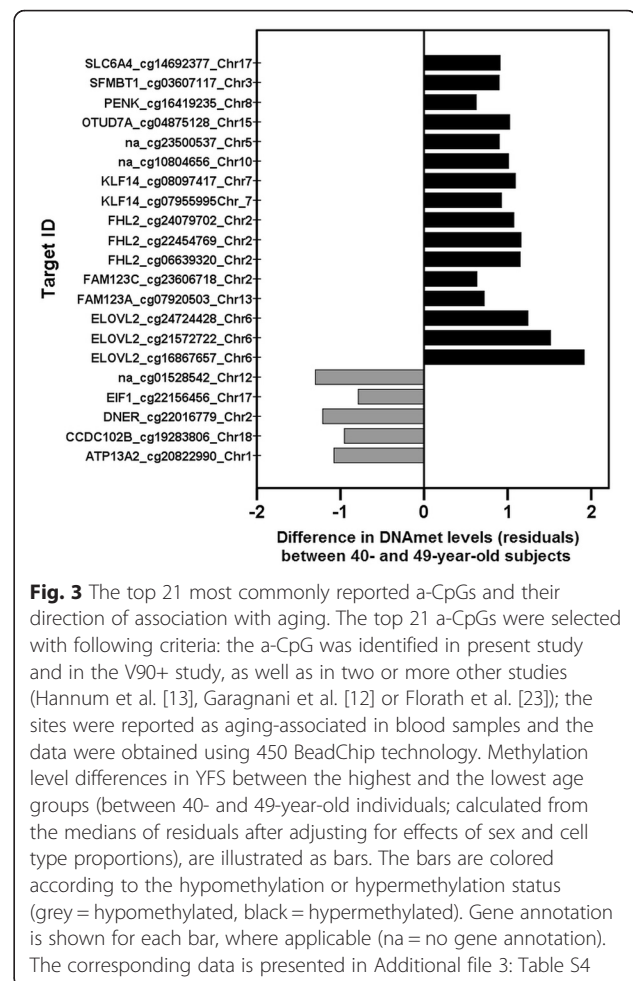 SLC6A4_cg14692377_Chr17
SFMBT1_cg03607117_Chr3
PENK_cg16419235_Chr8
OTUD7A_cg04875128_Chr15
na_cg23500537_Chr5
na_cg10804656_Chr10
KLF14_cg08097417_Chr7
KLF14_cg07955995Chr_7
FHL2_cg24079702_Chr2
FHL2_cg22454769_Chr2
FHL2_cg06639320_Chr2
FAM123C_cg23606718_Chr2
FAM123A_cg07920503_Chr13
ELOVL2_cg24724428_Chr6
ELOVL2_cg21572722_Chr6
ELOVL2_cg16867657_Chr6
na_cg01528542_Chr12
EIF1_cg22156456_Chr17
DNER_cg22016779_Chr2
CCDC102B_cg19283806_Chr18
ATP13A2_cg20822990_Chr1
Target ID
-2 -1 0 1 2
Difference in DNAmet levels (residuals)
between 40- and 49-year-old subjects
Fig. 3 The top 21 most commonly reported a-CpGs and their
direction of association with aging. The top 21 a-CpGs were selected
with following criteria: the a-CpG was identified in present study
and in the V90+ study, as well as in two or more other studies
(Hannum et al. [13], Garagnani et al. [12] or Florath et al. [23]); the
sites were reported as aging-associated in blood samples and the
data were obtained using 450 BeadChip technology. Methylation
level differences in YFS between the highest and the lowest age
groups (between 40- and 49-year-old individuals; calculated from
the medians of residuals after adjusting for effects of sex and cell
type proportions), are illustrated as bars. The bars are colored
according to the hypomethylation or hypermethylation status
(grey = hypomethylated, black = hypermethylated). Gene annotation
is shown for each bar, where applicable (na = no gene annotation).
The corresponding data is presented in Additional file 3: Table S4